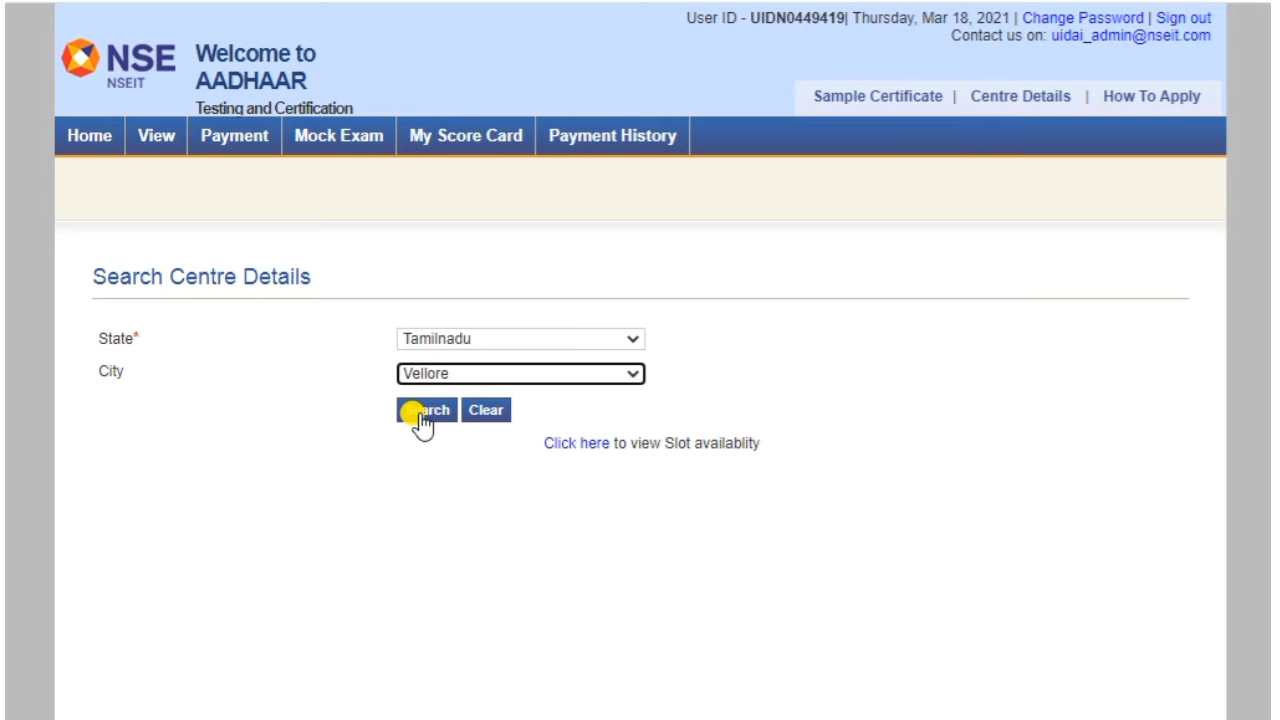 User ID - UIDN0449419| Thursday, Mar 18, 2021 | Change Password | Sign out
Contact us on: uidai_admin@nseit.com
NSE
NSEIT
Welcome to
AADHAAR
Testing and Certification
Sample Certificate | Centre Details | How To Apply
Home View Payment Mock Exam My Score Card Payment History
Search Centre Details
State* Tamilnadu
City Vellore
arch Clear
Click here to view Slot availablity